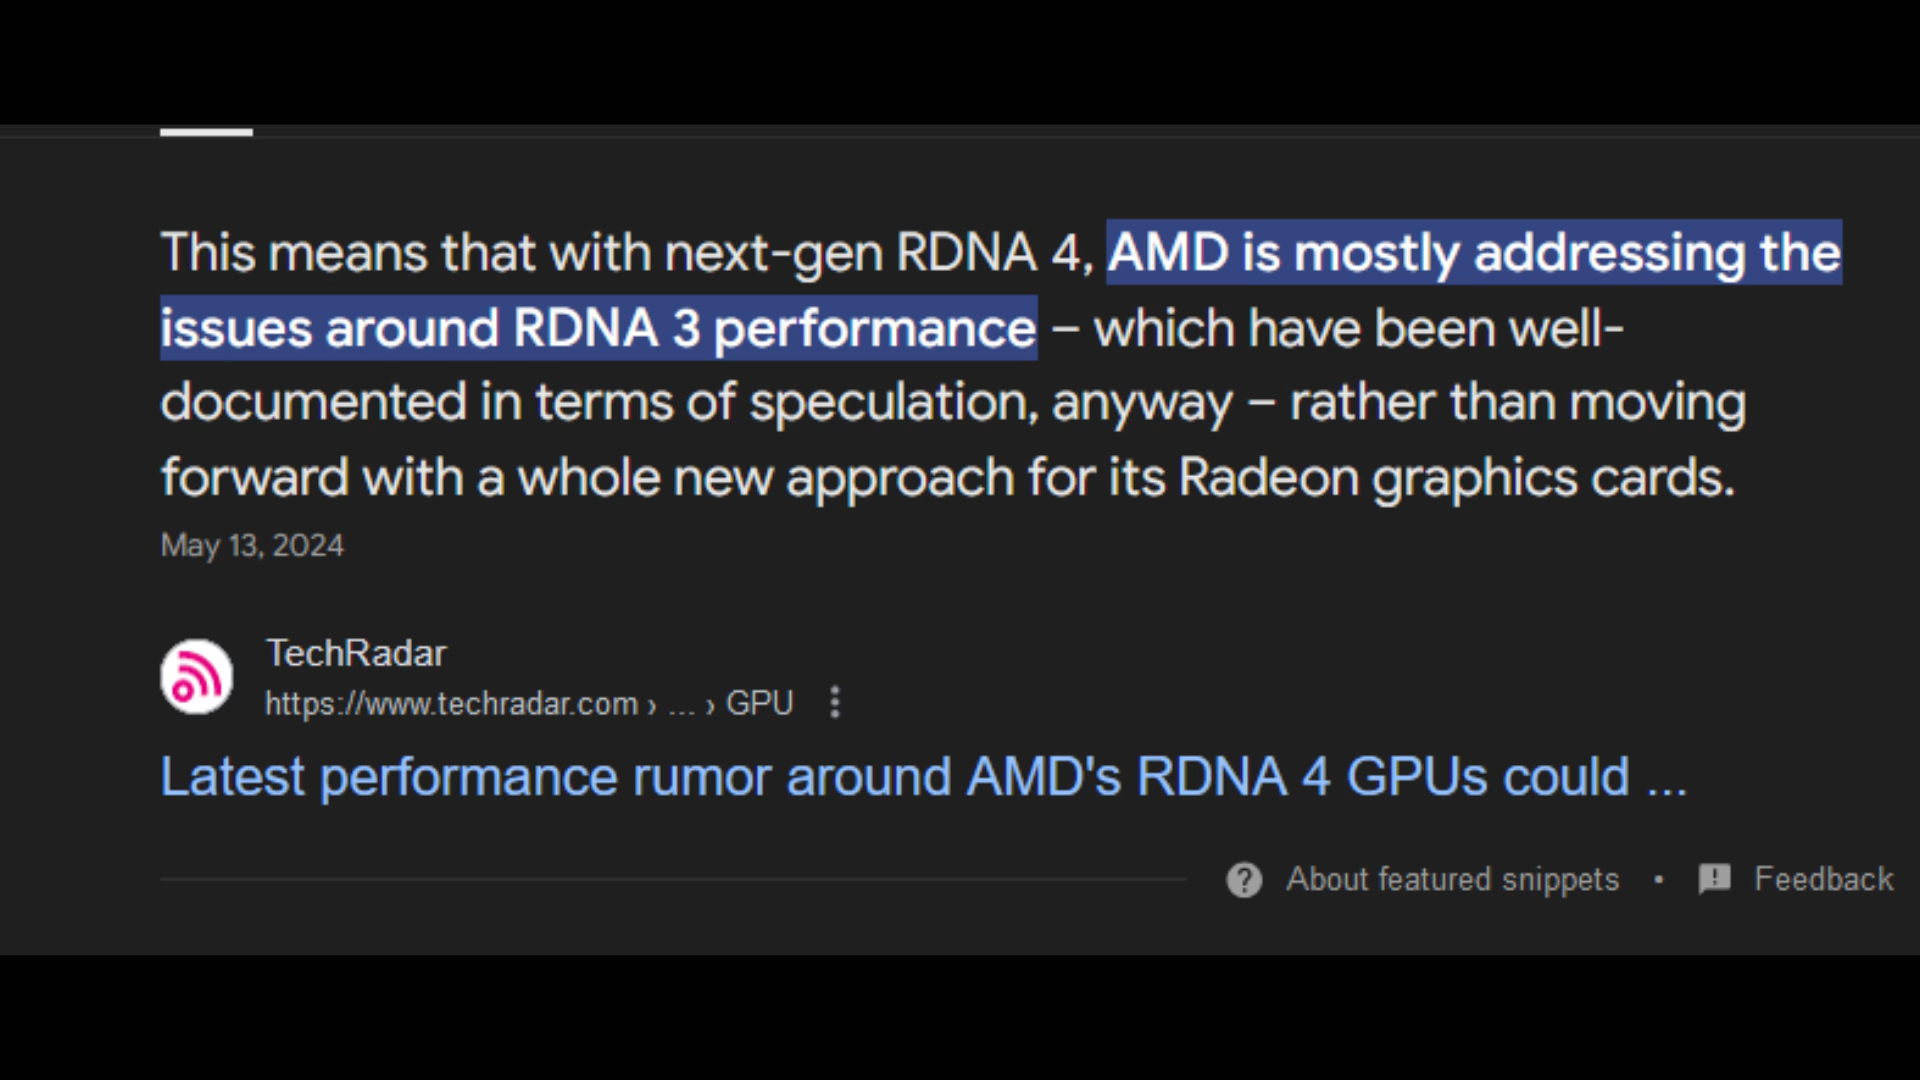 This means that with next-gen RDNA 4, AMD is mostly addressing the
issues around RDNA 3 performance – which have been well-
documented in terms of speculation, anyway – rather than moving
forward with a whole new approach for its Radeon graphics cards.
May 13, 2024
TechRadar
https://www.techradar.com › ... › GPU
Latest performance rumor around AMD's RDNA 4 GPUs could ...
About featured snippets • Feedback